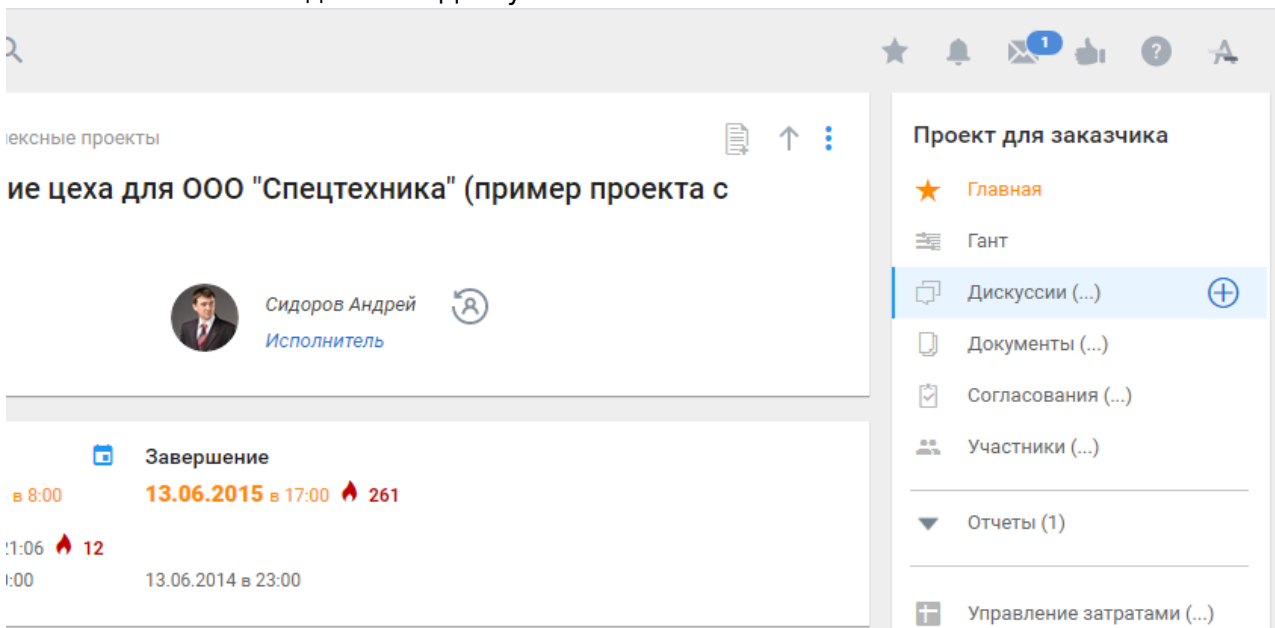 1
ексные проекты
ие цеха для ООО "Спецтехника" (пример проекта с
Сидоров Андрей
Исполнитель
Завершение
в 8:00
13.06.2015 в 17:00 261
21:06 12
:00
13.06.2014 в 23:00
Проект для заказчика
Главная
Гант
Дискуссии (...)
Документы (...)
Согласования (...)
Участники (...)
Отчеты (1)
Управление затратами (...)